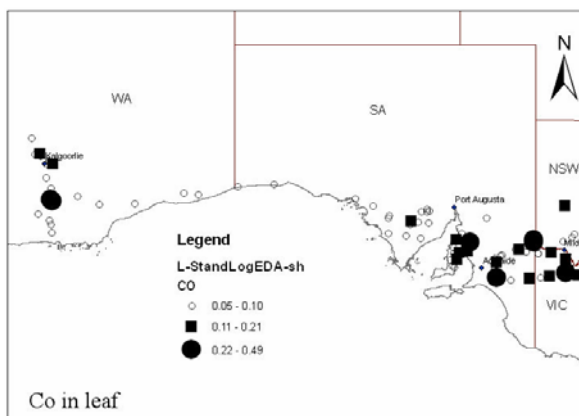 N
WA
SA
Kalgoorlie
NSW
Port Augusta
Legend
L-StandLogEDA-sh
CO
0.05 - 0.10
0.11 - 0.21
0.22 - 0.49
VIC
Co in leaf